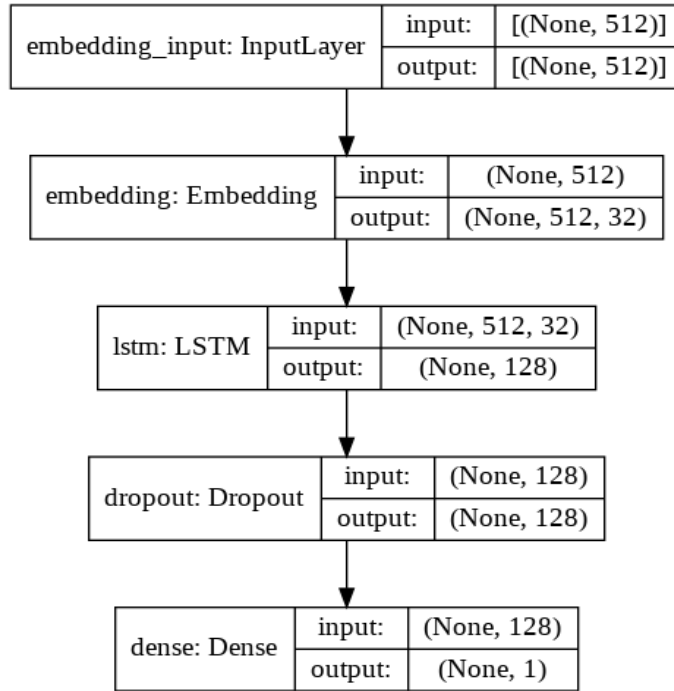 embedding_input: InputLayer
input: [(None, 512)]
output: [(None, 512)]
embedding: Embedding
input: (None, 512)
output: (None, 512, 32)
lstm: LSTM
input: (None, 512, 32)
output: (None, 128)
dropout: Dropout
input: (None, 128)
output: (None, 128)
dense: Dense
input: (None, 128)
output: (None, 1)